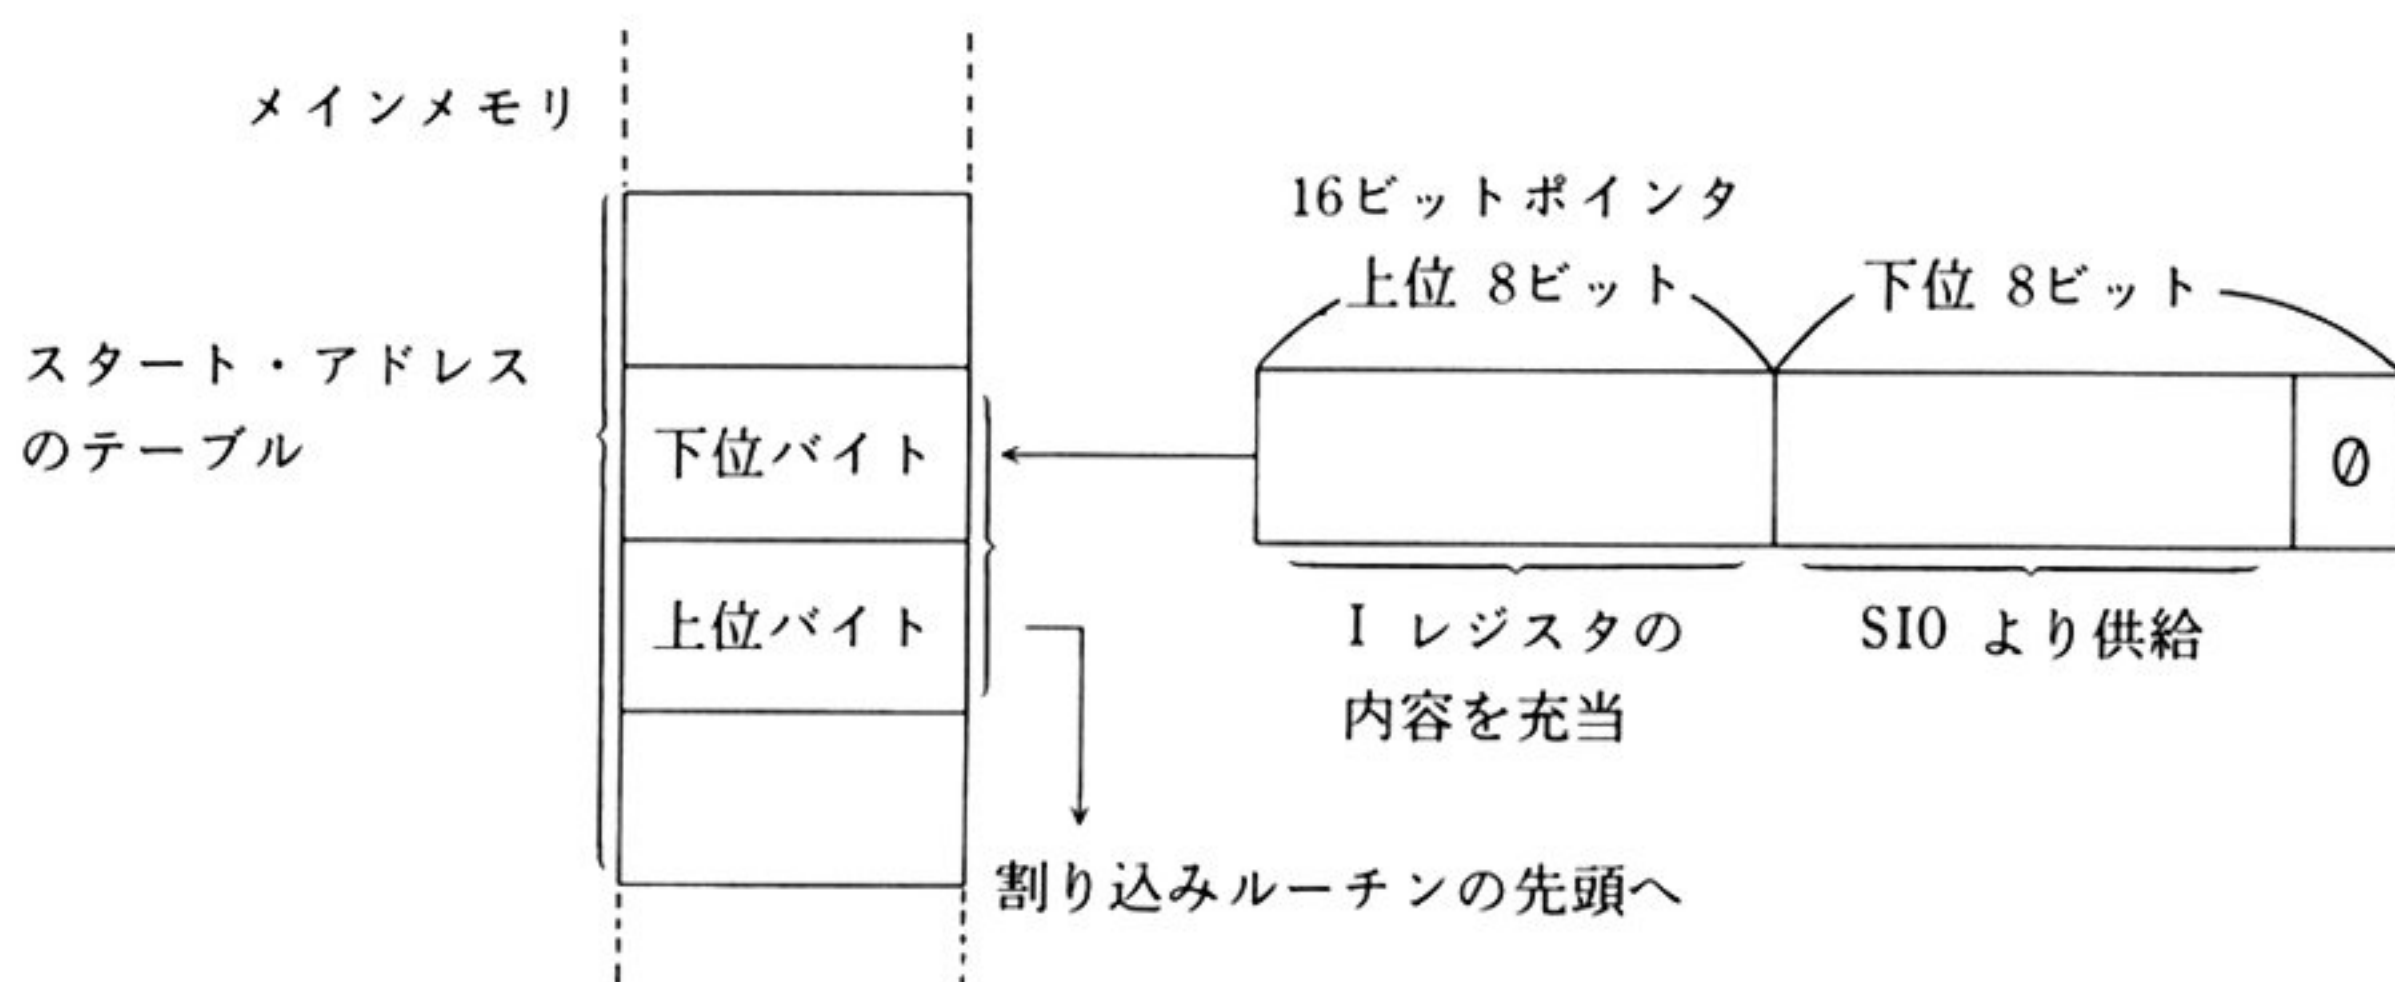 メインメモリ
16ビットポインタ
上位 8ビット
下位 8ビット
スタート・アドレス
のテーブル
下位バイト
0
上位バイト
I レジスタの
内容を充当
SIO より供給
割り込みルーチンの先頭へ